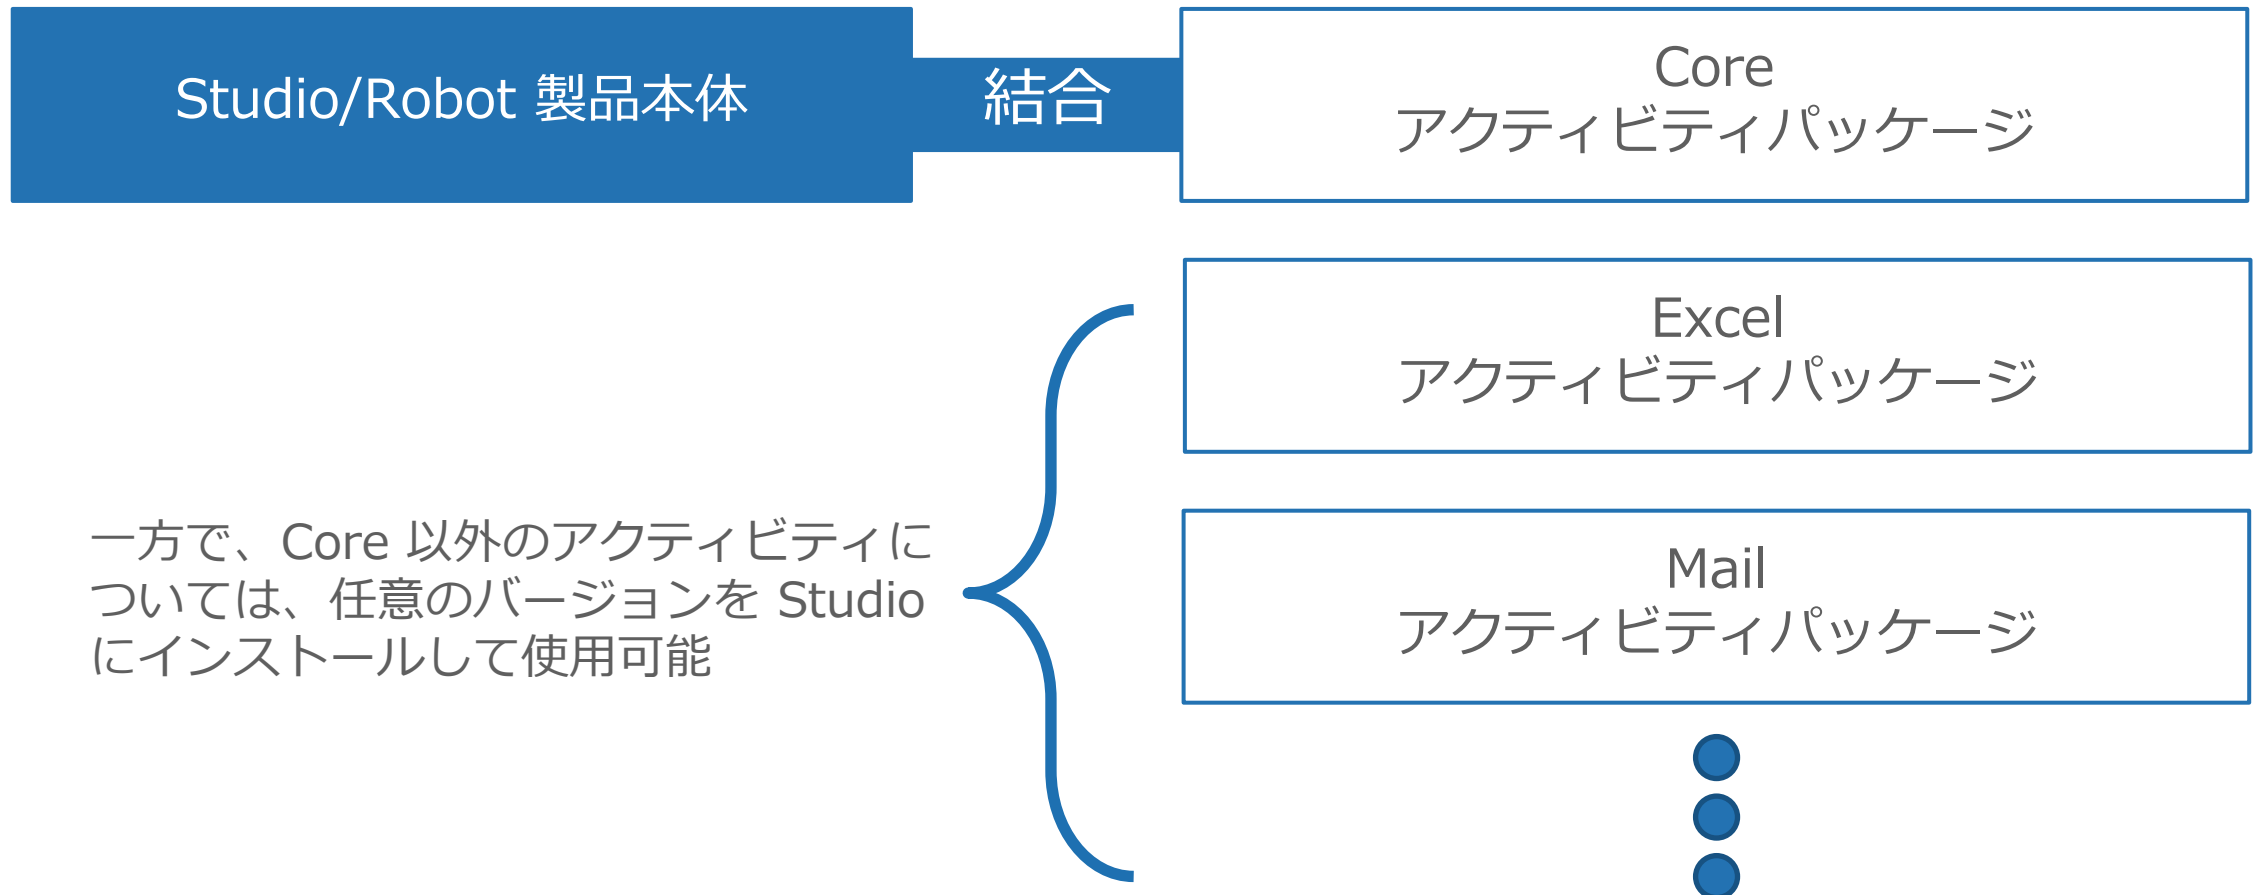 Studio/Robot 製品本体
結合
Core
アクティビティパッケージ
Excel
アクティビティパッケージ
一方で、Core 以外のアクティビティに
ついては、任意のバージョンを Studio
にインストールして使用可能
Mail
アクティビティパッケージ